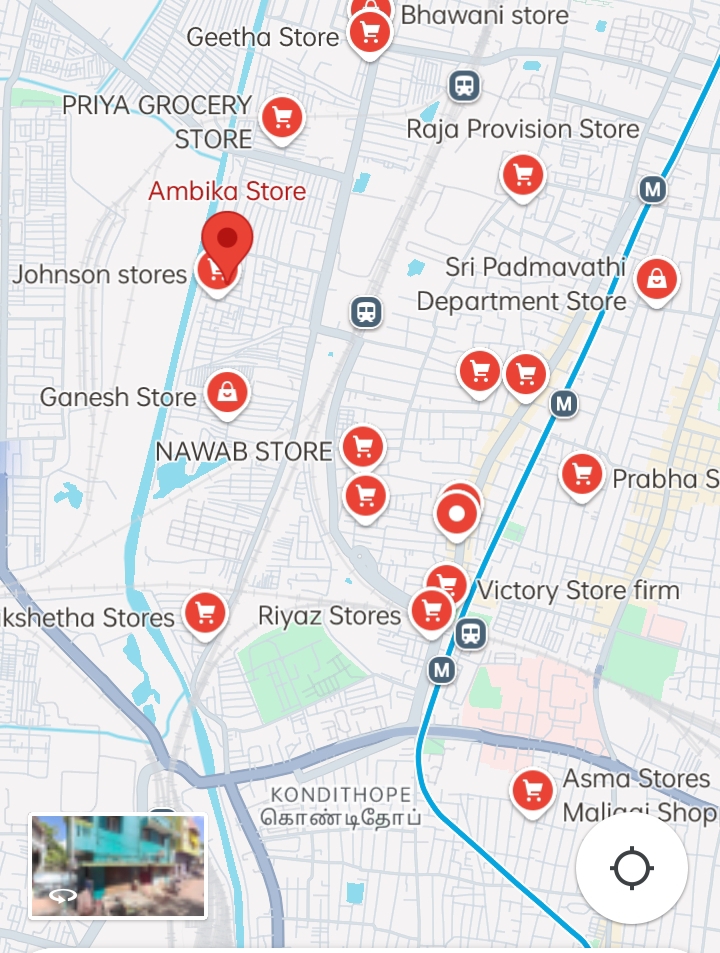 Bhawani store
Geetha Store
PRIYA GROCERY
STORE
Raja Provision Store
Ambika Store
M
Johnson stores
Sri Padmavathi
Department Store
Ganesh Store
M
NAWAB STORE
Prabha S
Victory Store firm
kshetha Stores
Riyaz Stores
M
Asma Stores
KONDITHOPE
கொண்டிதோப்
Maligai Shop